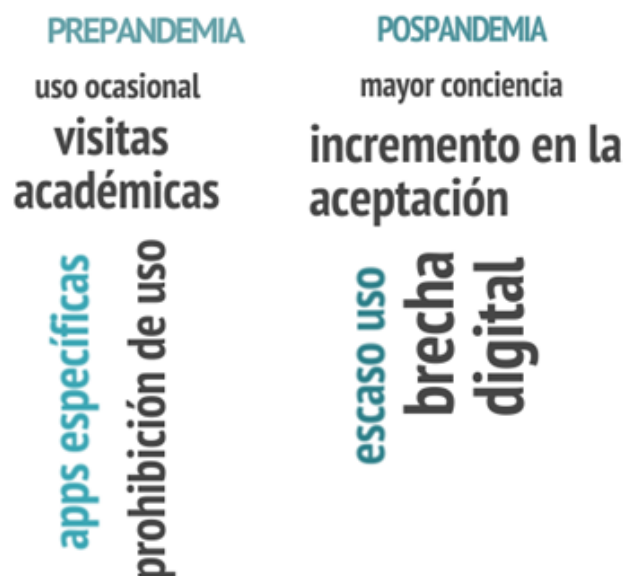 PREPANDEMIA
uso ocasional
visitas
académicas
apps específicas
prohibición de uso
POSPANDEMIA
mayor conciencia
incremento en la
aceptación
escaso uso
brecha
digital